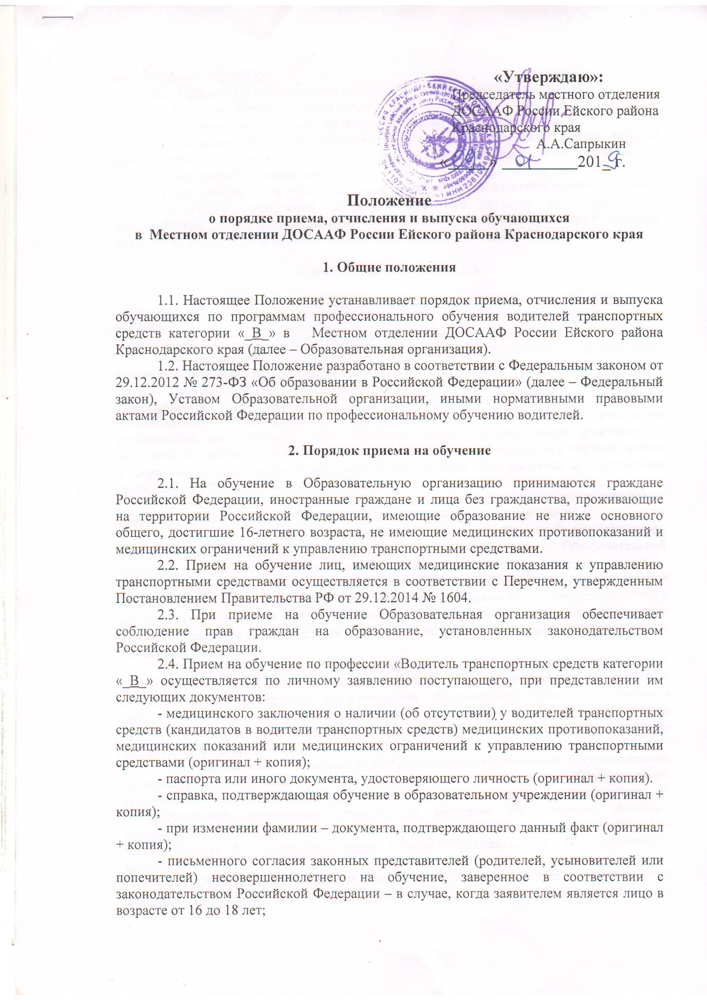 «Утверждаю»:
Председатель местного отделения
ДОСААФ России Ейского района
Краснодарского края
А.А.Сапрыкин
«09» 01 2019 г.
Положение
о порядке приема, отчисления и выпуска обучающихся
в Местном отделении ДОСААФ России Ейского района Краснодарского края
1. Общие положения
1.1. Настоящее Положение устанавливает порядок приема, отчисления и выпуска
обучающихся по программам профессионального обучения водителей транспортных
средств категории «_В_» в Местном отделении ДОСААФ России Ейского района
Краснодарского края (далее – Образовательная организация).
1.2. Настоящее Положение разработано в соответствии с Федеральным законом от
29.12.2012 № 273-ФЗ «Об образовании в Российской Федерации» (далее – Федеральный
закон), Уставом Образовательной организации, иными нормативными правовыми
актами Российской Федерации по профессиональному обучению водителей.
2. Порядок приема на обучение
2.1. На обучение в Образовательную организацию принимаются граждане
Российской Федерации, иностранные граждане и лица без гражданства, проживающие
на территории Российской Федерации, имеющие образование не ниже основного
общего, достигшие 16-летнего возраста, не имеющие медицинских противопоказаний и
медицинских ограничений к управлению транспортными средствами.
2.2. Прием на обучение лиц, имеющих медицинские показания к управлению
транспортными средствами осуществляется в соответствии с Перечнем, утвержденным
Постановлением Правительства РФ от 29.12.2014 № 1604.
2.3. При приеме на обучение Образовательная организация обеспечивает
соблюдение прав граждан на образование, установленных законодательством
Российской Федерации.
2.4. Прием на обучение по профессии «Водитель транспортных средств категории
«_В_» осуществляется по личному заявлению поступающего, при представлении им
следующих документов:
- медицинского заключения о наличии (об отсутствии) у водителей транспортных
средств (кандидатов в водители транспортных средств) медицинских противопоказаний,
медицинских показаний или медицинских ограничений к управлению транспортными
средствами (оригинал + копия);
- паспорта или иного документа, удостоверяющего личность (оригинал + копия).
- справка, подтверждающая обучение в образовательном учреждении (оригинал +
копия);
- при изменении фамилии – документа, подтверждающего данный факт (оригинал
+ копия);
- письменного согласия законных представителей (родителей, усыновителей или
попечителей) несовершеннолетнего на обучение, заверенное в соответствии с
законодательством Российской Федерации – в случае, когда заявителем является лицо в
возрасте от 16 до 18 лет;